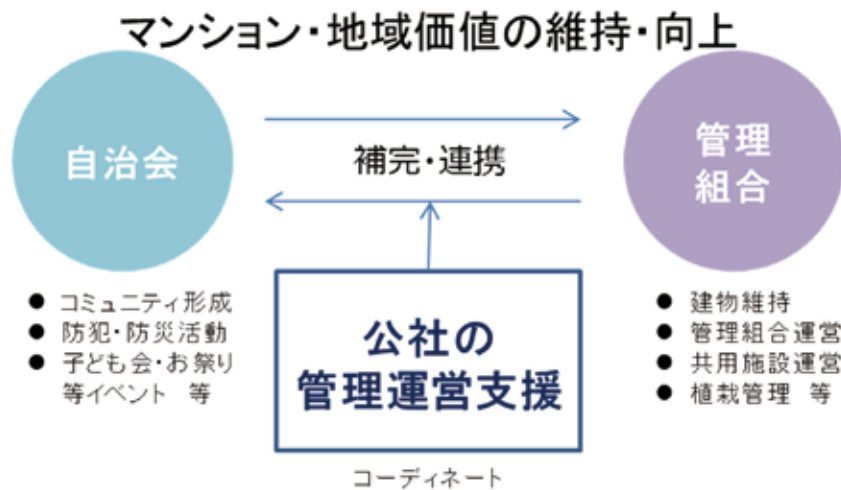 マンション・地域価値の維持・向上
自治会
補完・連携
管理
組合
● コミュニティ形成
● 防犯・防災活動
● 子ども会・お祭り
等イベント 等
公社の
管理運営支援
コーディネート
● 建物維持
● 管理組合運営
● 共用施設運営
● 植栽管理 等